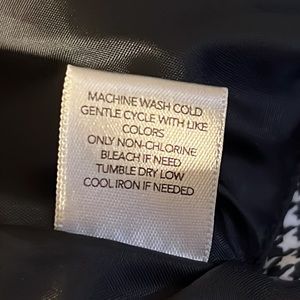 MACHINE WASH COLD
GENTLE CYCLE WITH LIKE
COLORS
ONLY NON-CHLORINE
BLEACH IF NEED
TUMBLE DRY LOW
COOL IRON IF NEEDED